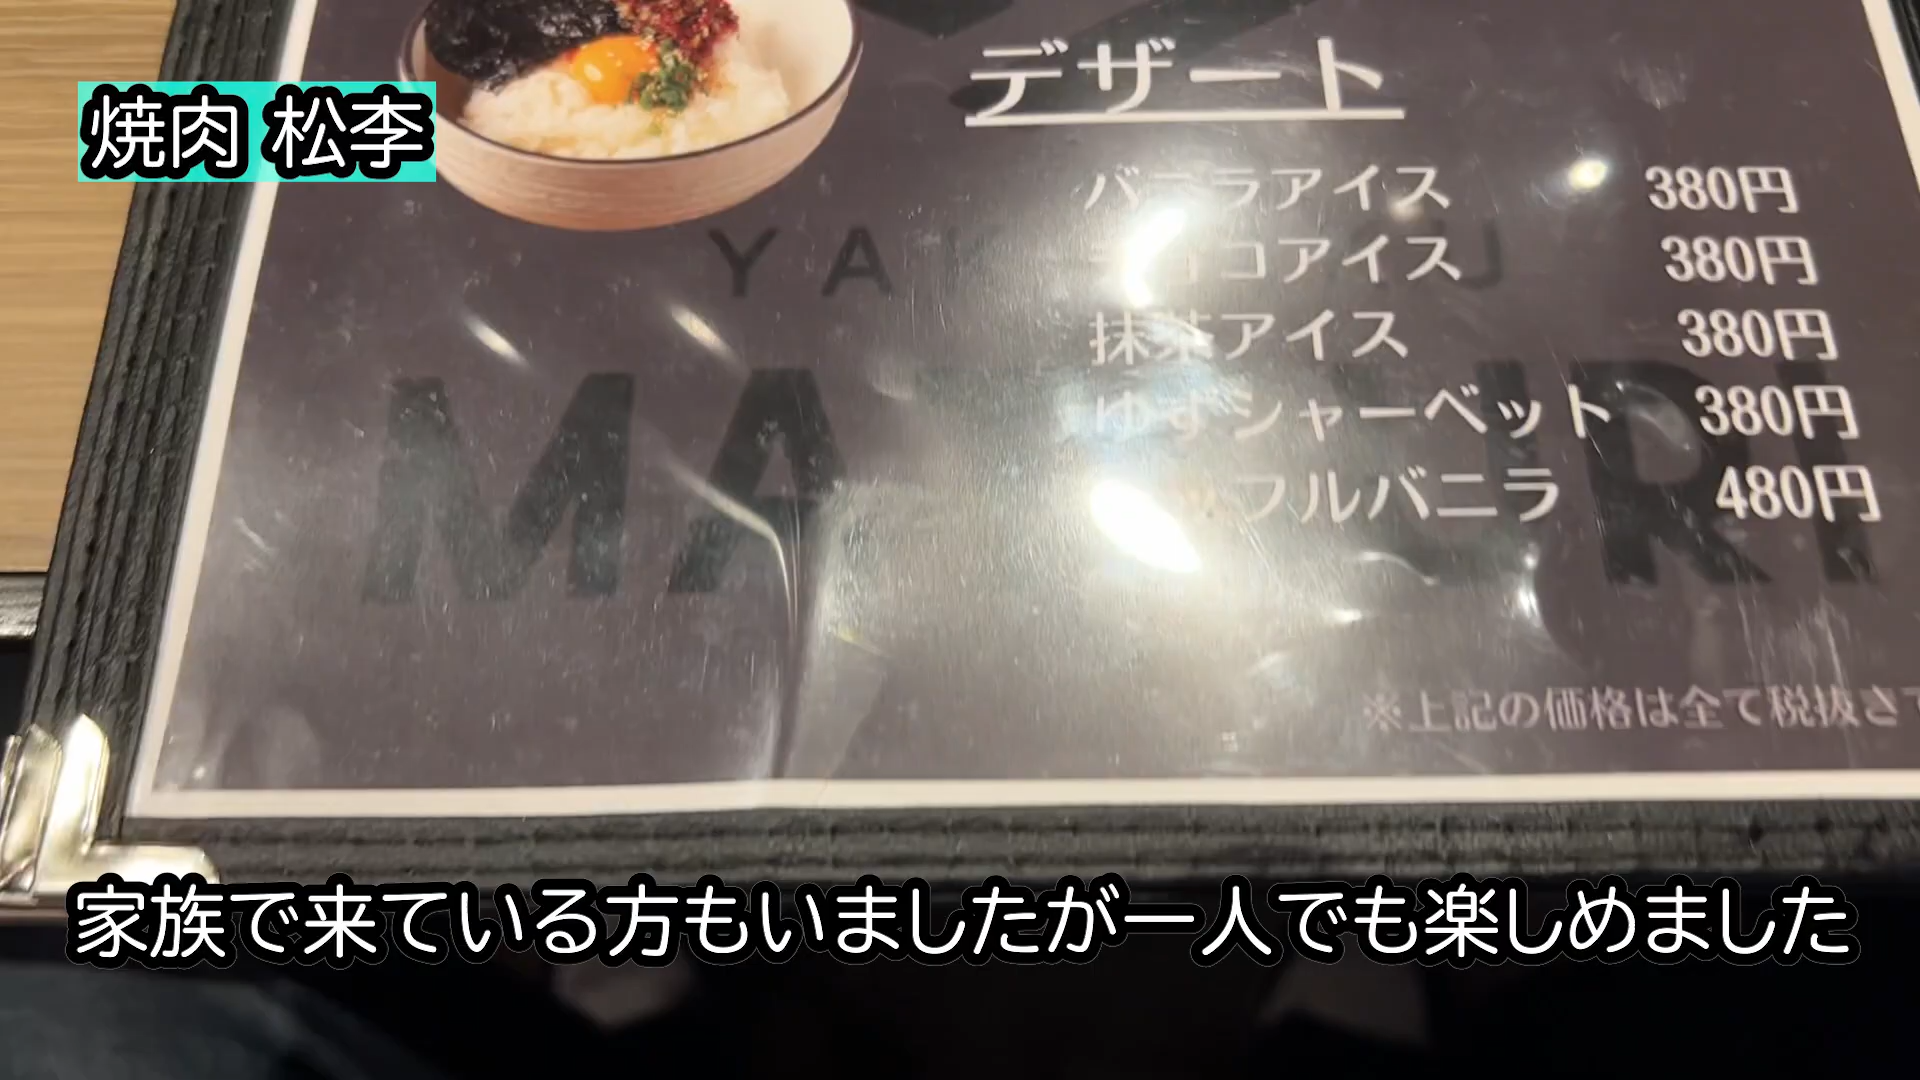 焼肉 松李
デザート
バニラアイス 380円
チョコアイス 380円
抹茶アイス 380円
ゆずシャーベット 380円
フルバニラ 480円
※上記の価格は全て税抜き
家族で来ている方もいましたが一人でも楽しめました